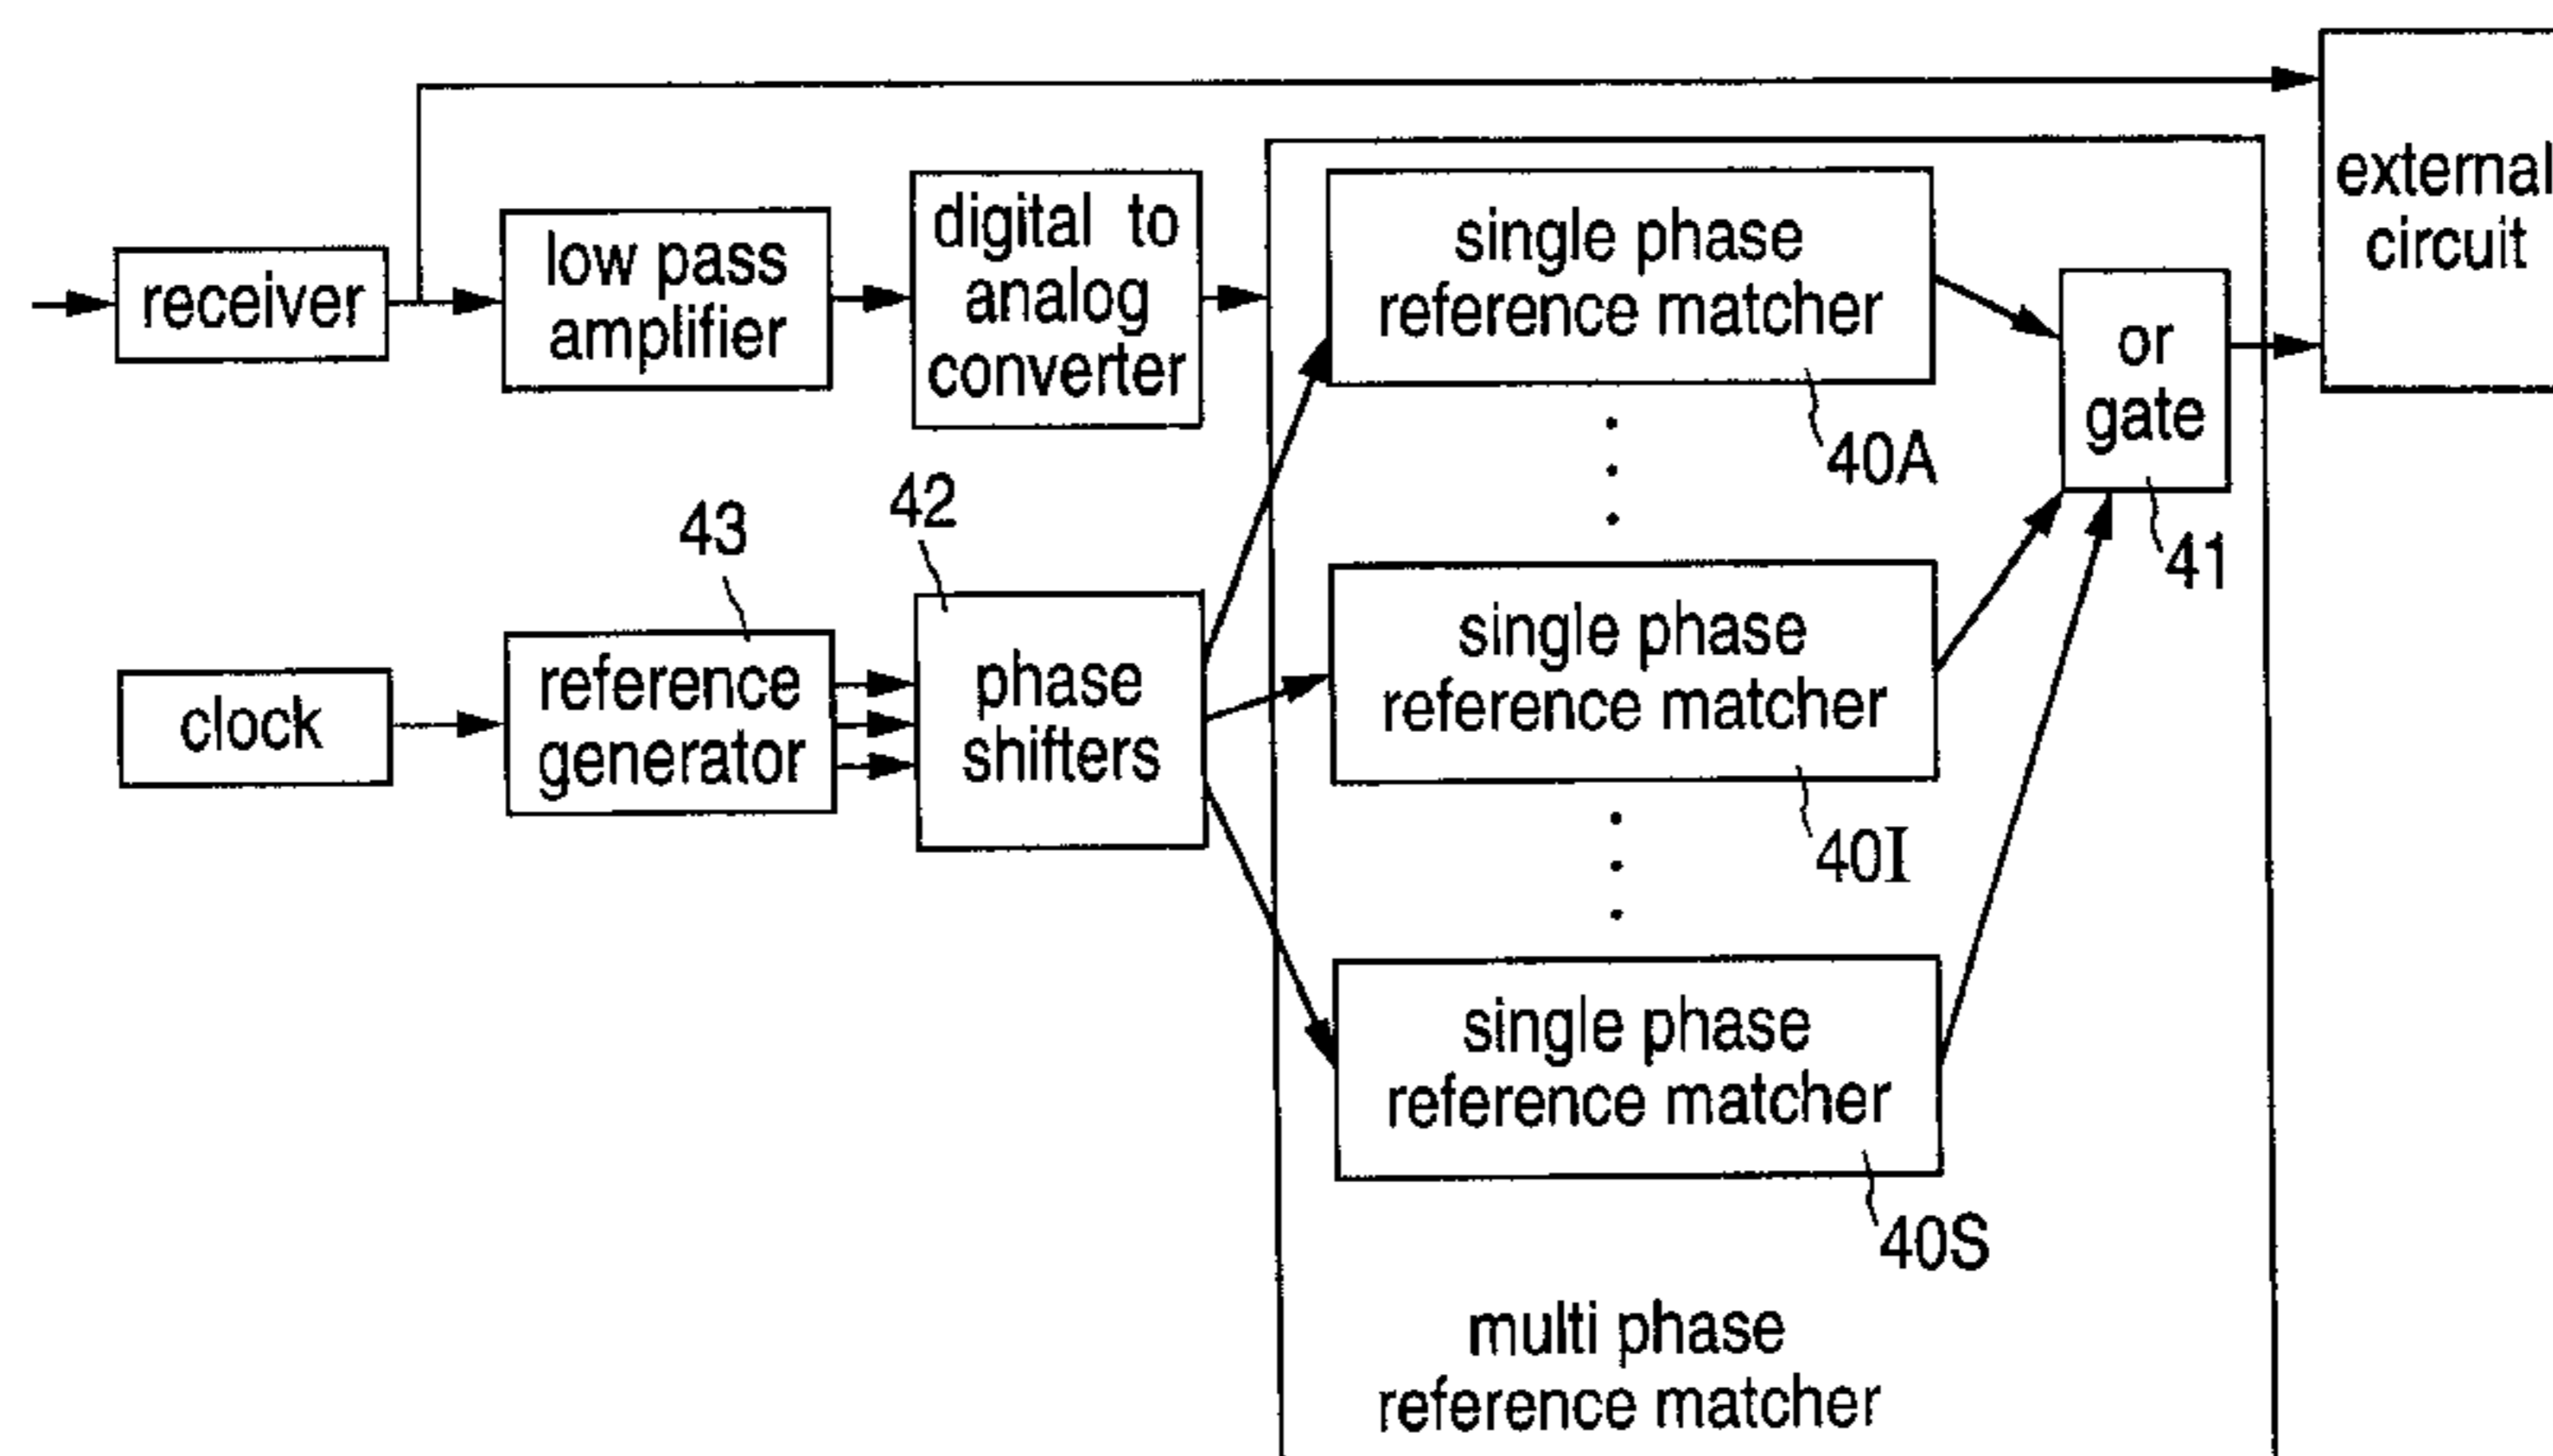 external
circuit
receiver
low pass
amplifier
digital to
analog
converter
single phase
reference matcher
40A
or
gate
41
43
42
clock
reference
generator
phase
shifters
single phase
reference matcher
40I
single phase
reference matcher
40S
multi phase
reference matcher